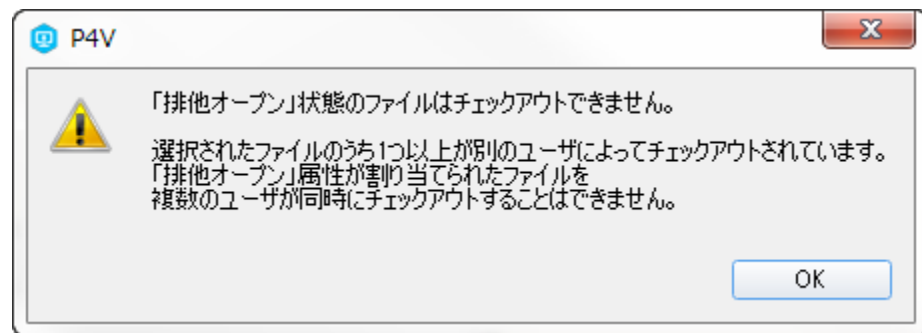 P4V
「排他オープン」状態のファイルはチェックアウトできません。
選択されたファイルのうち1つ以上が別のユーザによってチェックアウトされています。
「排他オープン」属性が割り当てられたファイルを
複数のユーザが同時にチェックアウトすることはできません。
OK